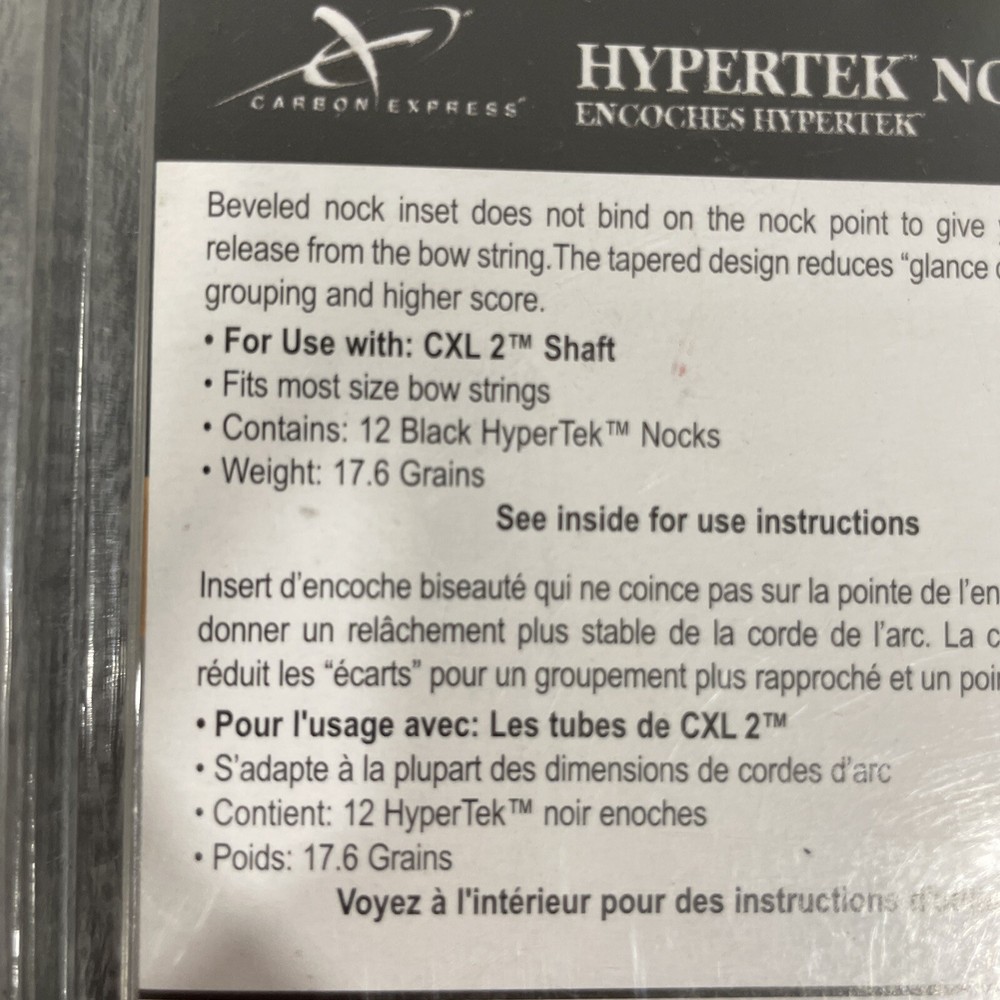 CARBON EXPRESS
HYPERTEK™
ENCOCHES HYPERTEK™
Beveled nock inset does not bind on the nock point to give
release from the bow string.The tapered design reduces “glance
grouping and higher score.
• For Use with: CXL 2™ Shaft
• Fits most size bow strings
• Contains: 12 Black HyperTek™ Nocks
• Weight: 17.6 Grains
See inside for use instructions
Insert d’encoche biseauté qui ne coince pas sur la pointe de
donner un relâchement plus stable de la corde de l’arc. La
réduit les “écarts” pour un groupement plus rapproché et un
• Pour l'usage avec: Les tubes de CXL 2™
• S’adapte à la plupart des dimensions de cordes d’arc
• Contient: 12 HyperTek™ noir enoches
• Poids: 17.6 Grains
Voyez à l'intérieur pour des instructions